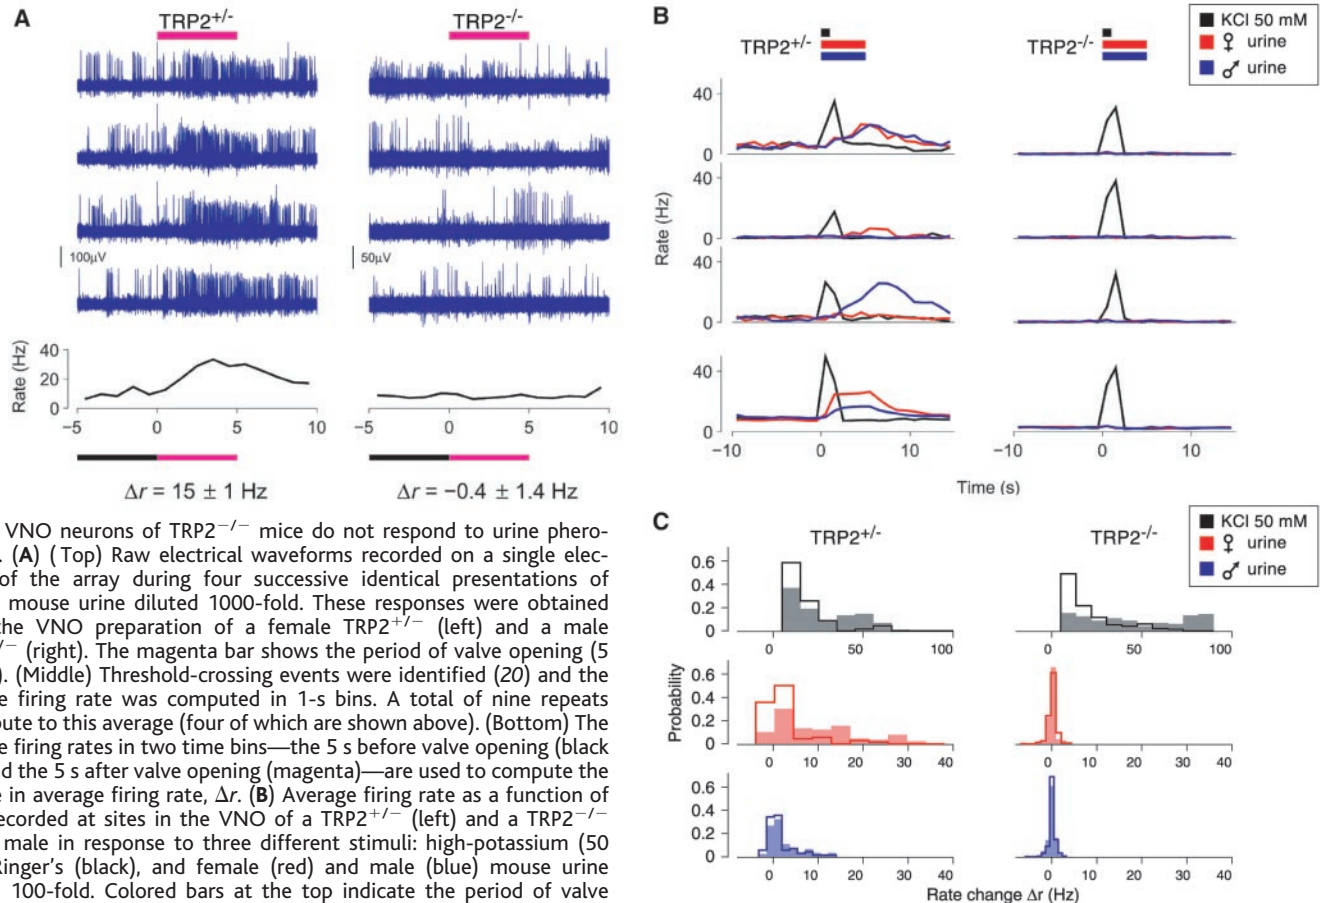 A
TRP2+/-
TRP2-/-
100μV
50μV
Rate (Hz)
40
20
0
−5 0 5 10
−5 0 5 10
Δr = 15 ± 1 Hz
Δr = −0.4 ± 1.4 Hz
B
KCl 50 mM
♀ urine
♂ urine
TRP2+/-
TRP2-/-
Rate (Hz)
40
0
40
0
40
0
40
0
−10 0 10
−10 0 10
Time (s)
C
KCl 50 mM
♀ urine
♂ urine
TRP2+/-
TRP2-/-
Probability
0.6
0.4
0.2
0
0 50 100
0 50 100
0.6
0.4
0.2
0
0 10 20 30 40
0 10 20 30 40
0.6
0.4
0.2
0
0 10 20 30 40
0 10 20 30 40
Rate change Δr (Hz)
VNO neurons of TRP2−/− mice do not respond to urine phero-
. (A) (Top) Raw electrical waveforms recorded on a single elec-
of the array during four successive identical presentations of
mouse urine diluted 1000-fold. These responses were obtained
the VNO preparation of a female TRP2+/− (left) and a male
/− (right). The magenta bar shows the period of valve opening (5
). (Middle) Threshold-crossing events were identified (20) and the
e firing rate was computed in 1-s bins. A total of nine repeats
oute to this average (four of which are shown above). (Bottom) The
e firing rates in two time bins—the 5 s before valve opening (black
d the 5 s after valve opening (magenta)—are used to compute the
e in average firing rate, Δr. (B) Average firing rate as a function of
ecorded at sites in the VNO of a TRP2+/− (left) and a TRP2−/−
male in response to three different stimuli: high-potassium (50
Ringer's (black), and female (red) and male (blue) mouse urine
100-fold. Colored bars at the top indicate the period of valve